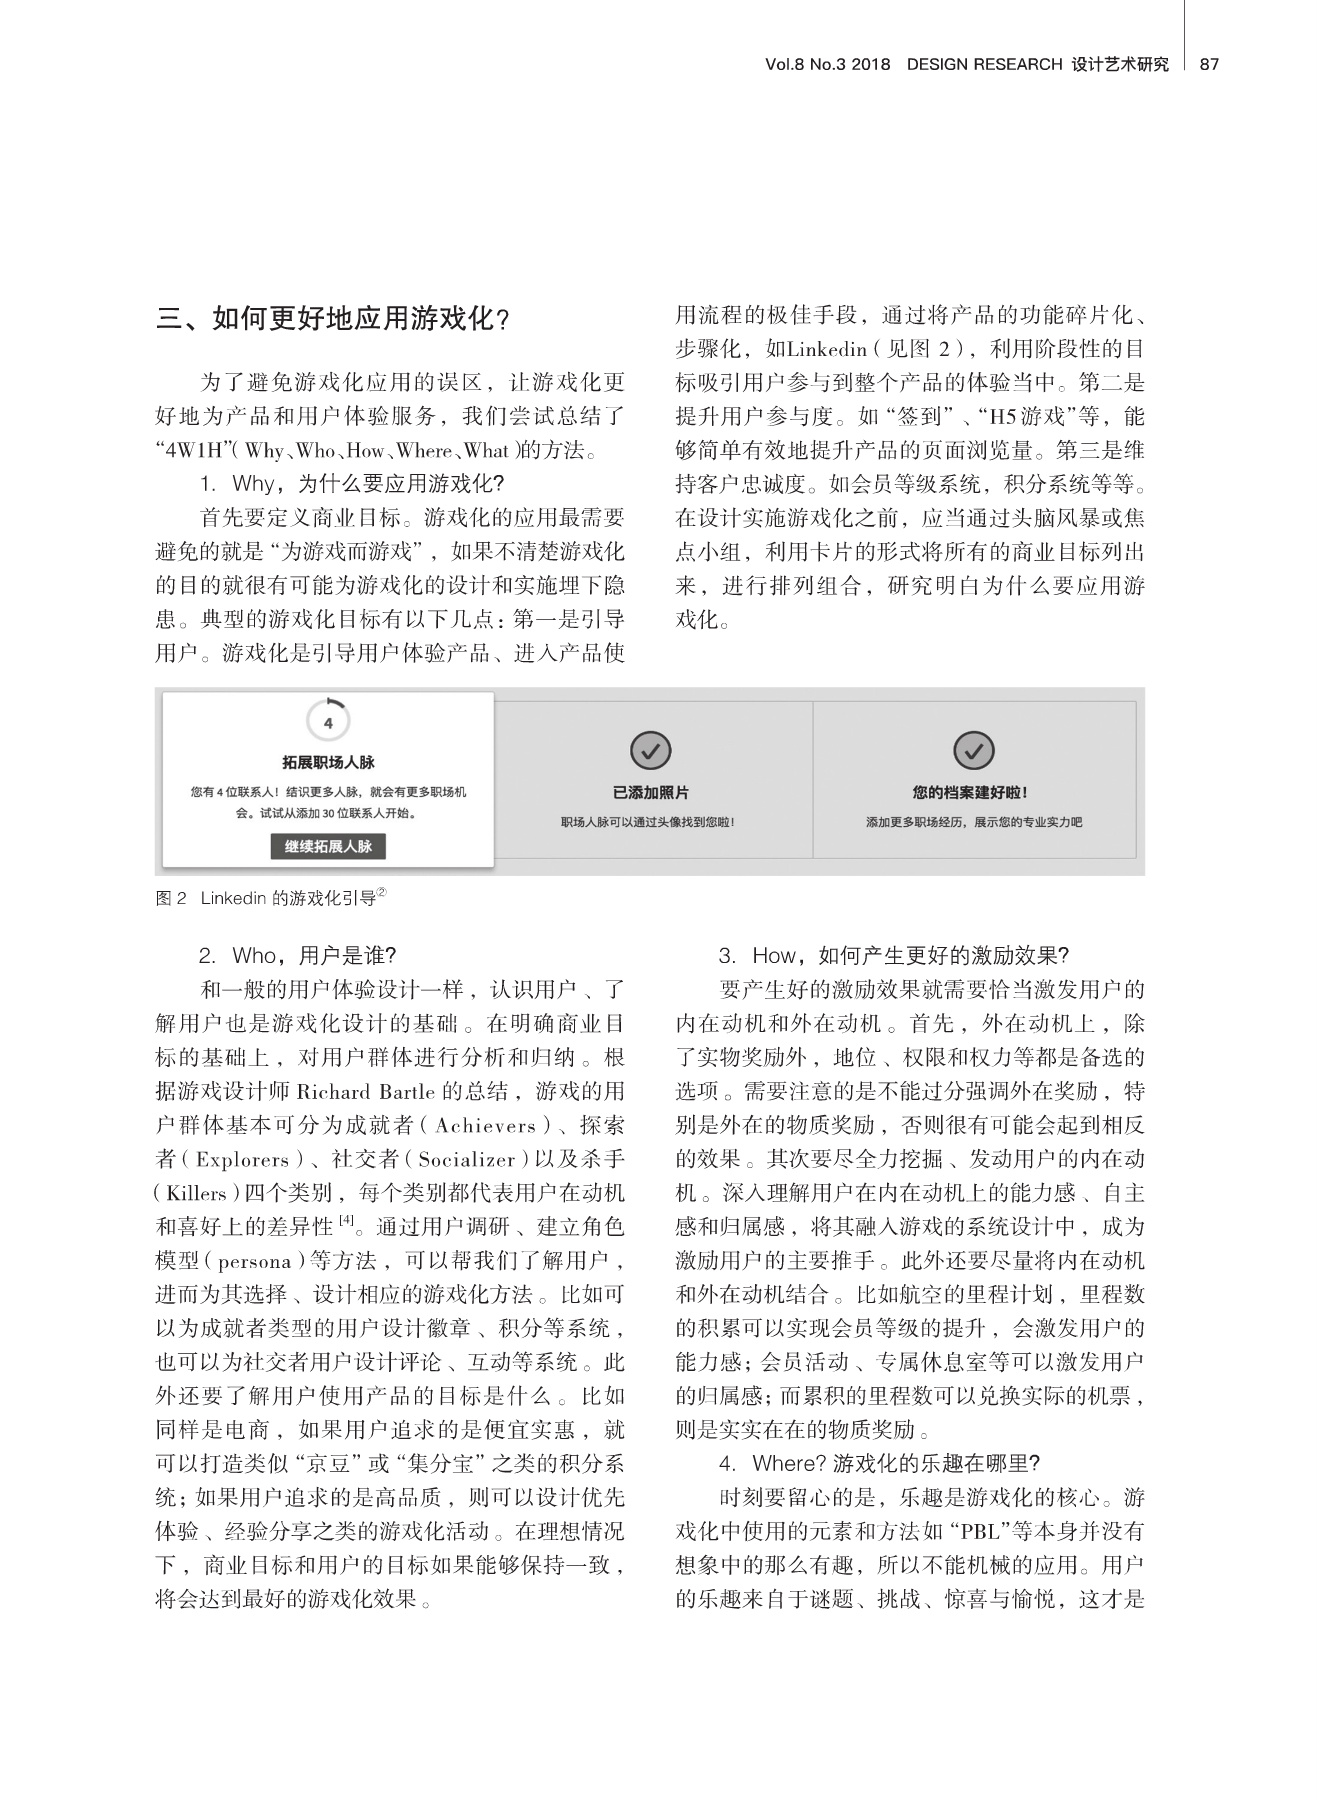 Vol.8 No.3 2018 DESIGN RESEARCH 设计艺术研究 87
三、如何更好地应用游戏化?
为了避免游戏化应用的误区，让游戏化更
好地为产品和用户体验服务，我们尝试总结了
“4W1H”( Why、Who、How、Where、What )的方法。
1. Why，为什么要应用游戏化?
首先要定义商业目标。游戏化的应用最需要
避免的就是“为游戏而游戏”，如果不清楚游戏化
的目的就很有可能为游戏化的设计和实施埋下隐
患。典型的游戏化目标有以下几点：第一是引导
用户。游戏化是引导用户体验产品、进入产品使
用流程的极佳手段，通过将产品的功能碎片化、
步骤化，如Linkedin（见图 2），利用阶段性的目
标吸引用户参与到整个产品的体验当中。第二是
提升用户参与度。如“签到”、“H5游戏”等，能
够简单有效地提升产品的页面浏览量。第三是维
持客户忠诚度。如会员等级系统，积分系统等等。
在设计实施游戏化之前，应当通过头脑风暴或焦
点小组，利用卡片的形式将所有的商业目标列出
来，进行排列组合，研究明白为什么要应用游
戏化。
4
拓展职场人脉
您有 4 位联系人！结识更多人脉，就会有更多职场机
会。试试从添加 30 位联系人开始。
继续拓展人脉
已添加照片
职场人脉可以通过头像找到您啦！
您的档案建好啦！
添加更多职场经历，展示您的专业实力吧
图 2 Linkedin 的游戏化引导②
2. Who，用户是谁?
和一般的用户体验设计一样，认识用户、了
解用户也是游戏化设计的基础。在明确商业目
标的基础上，对用户群体进行分析和归纳。根
据游戏设计师 Richard Bartle 的总结，游戏的用
户群体基本可分为成就者（Achievers）、探索
者（Explorers）、社交者（Socializer）以及杀手
（Killers）四个类别，每个类别都代表用户在动机
和喜好上的差异性[4]。通过用户调研、建立角色
模型（persona）等方法，可以帮我们了解用户，
进而为其选择、设计相应的游戏化方法。比如可
以为成就者类型的用户设计徽章、积分等系统，
也可以为社交者用户设计评论、互动等系统。此
外还要了解用户使用产品的目标是什么。比如
同样是电商，如果用户追求的是便宜实惠，就
可以打造类似“京豆”或“集分宝”之类的积分系
统；如果用户追求的是高品质，则可以设计优先
体验、经验分享之类的游戏化活动。在理想情况
下，商业目标和用户的目标如果能够保持一致，
将会达到最好的游戏化效果。
3. How，如何产生更好的激励效果?
要产生好的激励效果就需要恰当激发用户的
内在动机和外在动机。首先，外在动机上，除
了实物奖励外，地位、权限和权力等都是备选的
选项。需要注意的是不能过分强调外在奖励，特
别是外在的物质奖励，否则很有可能会起到相反
的效果。其次要尽全力挖掘、发动用户的内在动
机。深入理解用户在内在动机上的能力感、自主
感和归属感，将其融入游戏的系统设计中，成为
激励用户的主要推手。此外还要尽量将内在动机
和外在动机结合。比如航空的里程计划，里程数
的积累可以实现会员等级的提升，会激发用户的
能力感；会员活动、专属休息室等可以激发用户
的归属感；而累积的里程数可以兑换实际的机票，
则是实实在在的物质奖励。
4. Where? 游戏化的乐趣在哪里?
时刻要留心的是，乐趣是游戏化的核心。游
戏化中使用的元素和方法如“PBL”等本身并没有
想象中的那么有趣，所以不能机械的应用。用户
的乐趣来自于谜题、挑战、惊喜与愉悦，这才是